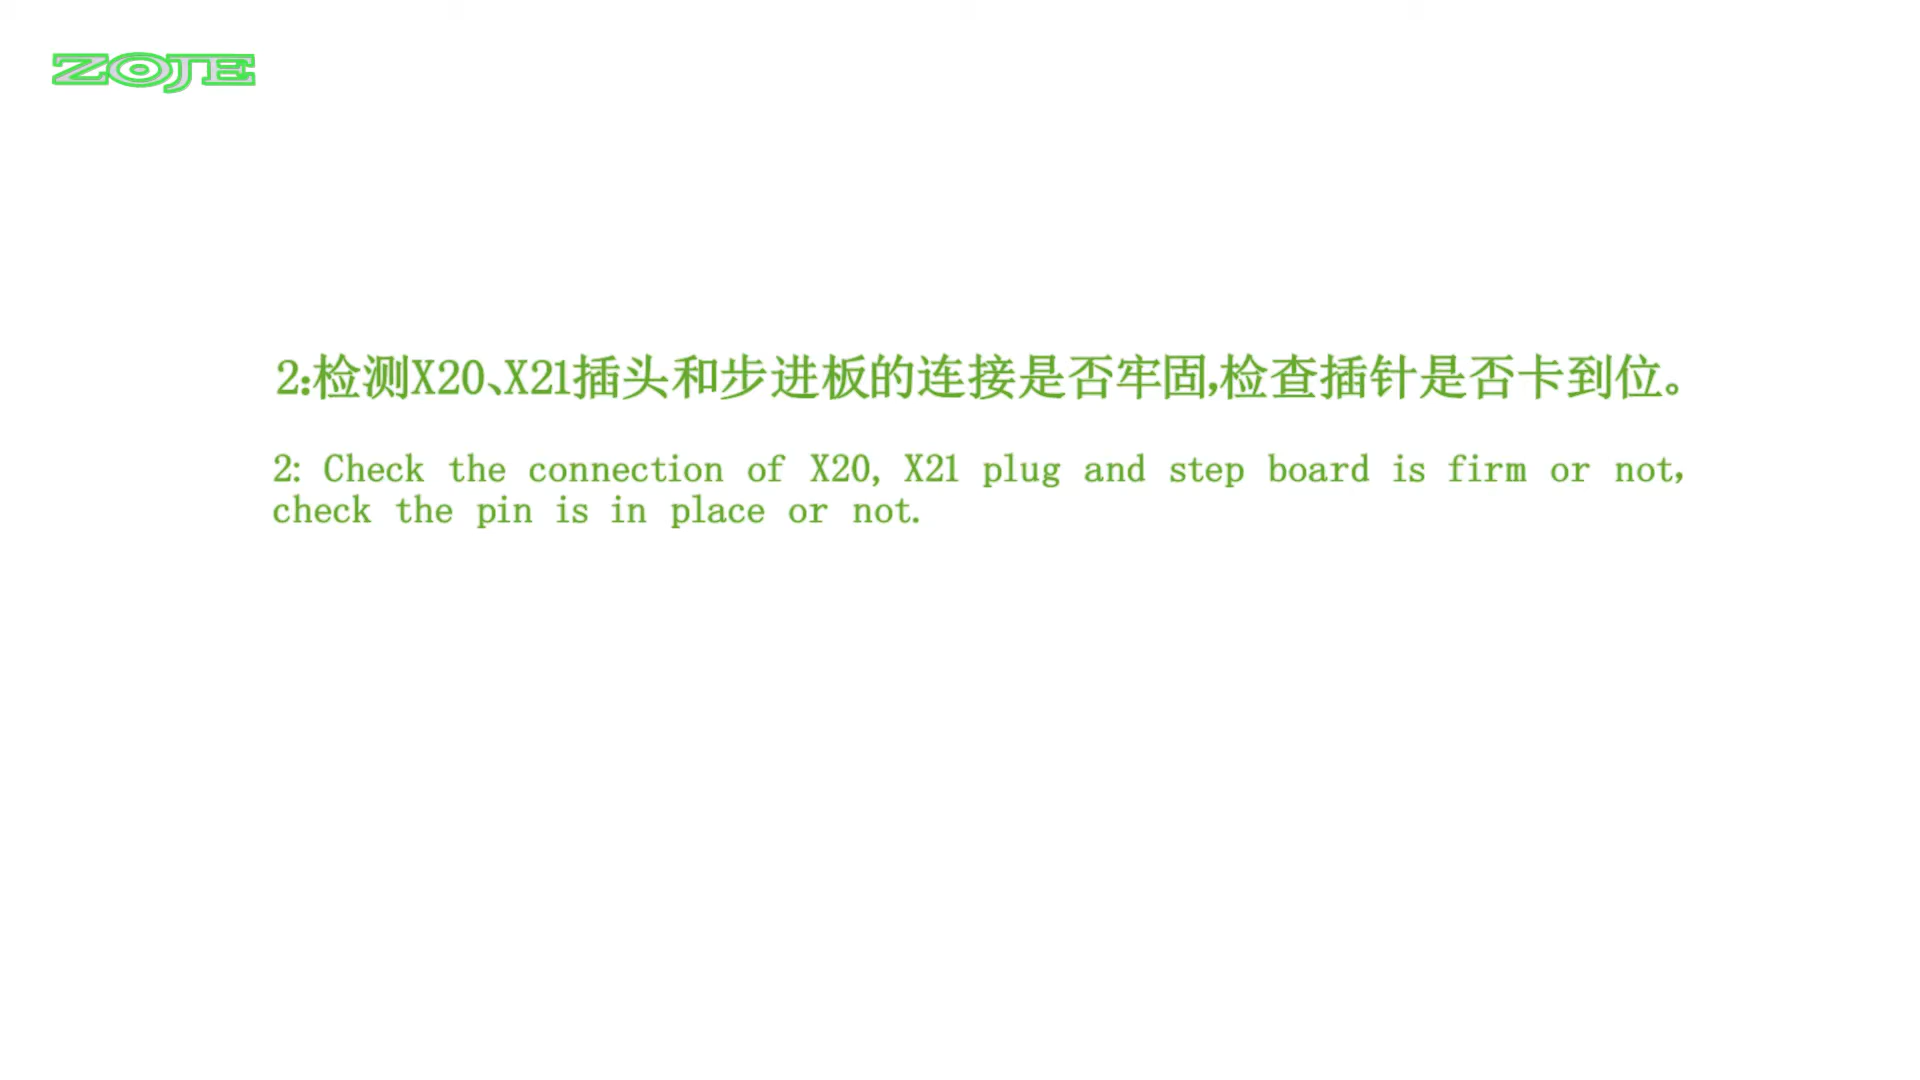 ZOJE
2:检测X20、X21插头和步进板的连接是否牢固,检查插针是否卡到位。
2: Check the connection of X20, X21 plug and step board is firm or not,
check the pin is in place or not.